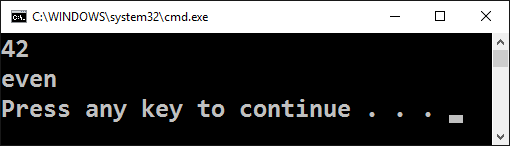 C:\WINDOWS\system32\cmd.exe
42
even
Press any key to continue . . .